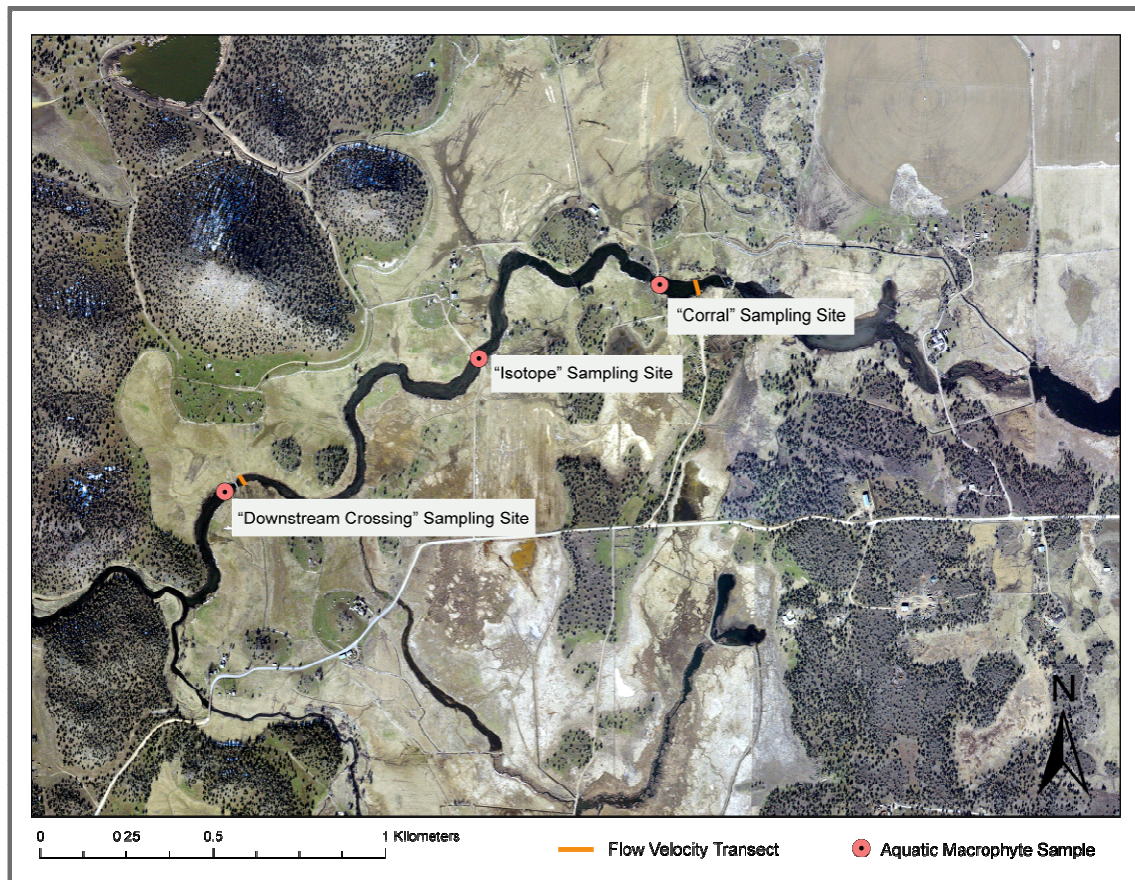 “Corral” Sampling Site
“Isotope” Sampling Site
“Downstream Crossing” Sampling Site
N
0 0.25 0.5 1 Kilometers
Flow Velocity Transect
Aquatic Macrophyte Sample